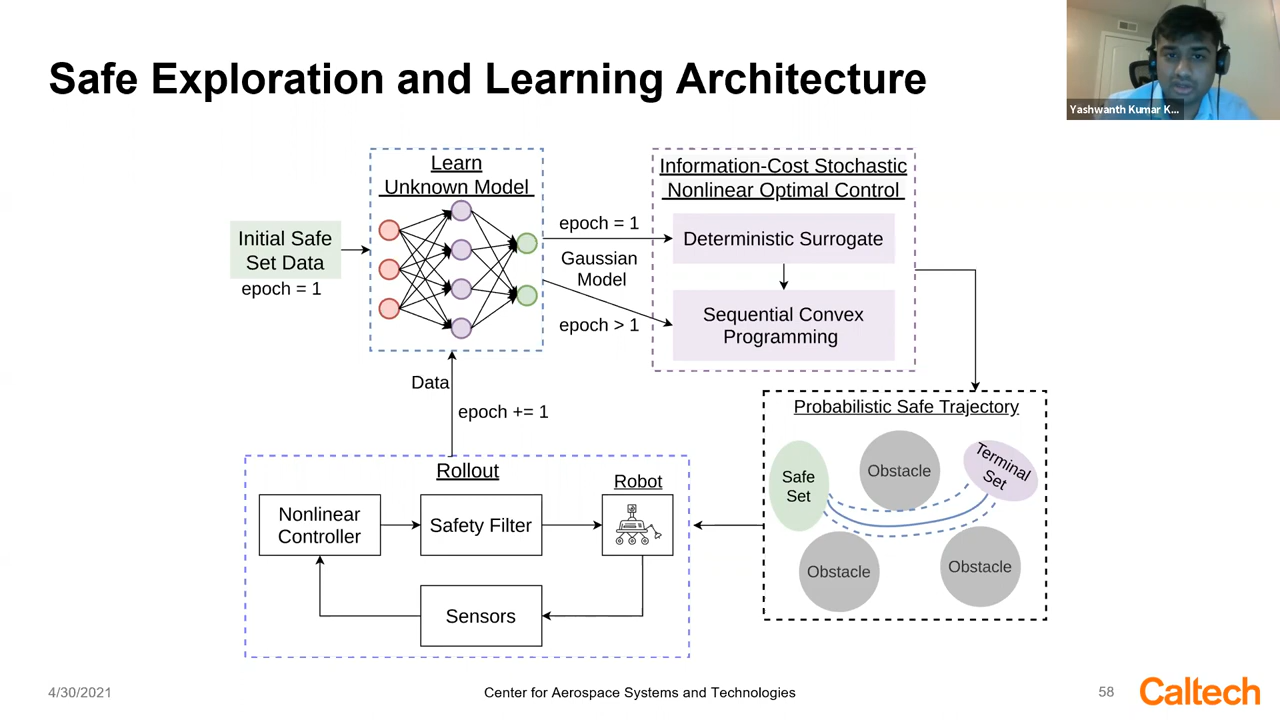 Safe Exploration and Learning Architecture
Yashwanth Kumar K...
Learn
Unknown Model
Initial Safe
Set Data
epoch = 1
epoch = 1
Gaussian
Model
epoch > 1
Information-Cost Stochastic
Nonlinear Optimal Control
Deterministic Surrogate
Sequential Convex
Programming
Data
epoch += 1
Probabilistic Safe Trajectory
Safe
Set
Obstacle
Terminal
Set
Obstacle
Obstacle
Rollout
Robot
Nonlinear
Controller
Safety Filter
Sensors
4/30/2021
Center for Aerospace Systems and Technologies
58
Caltech